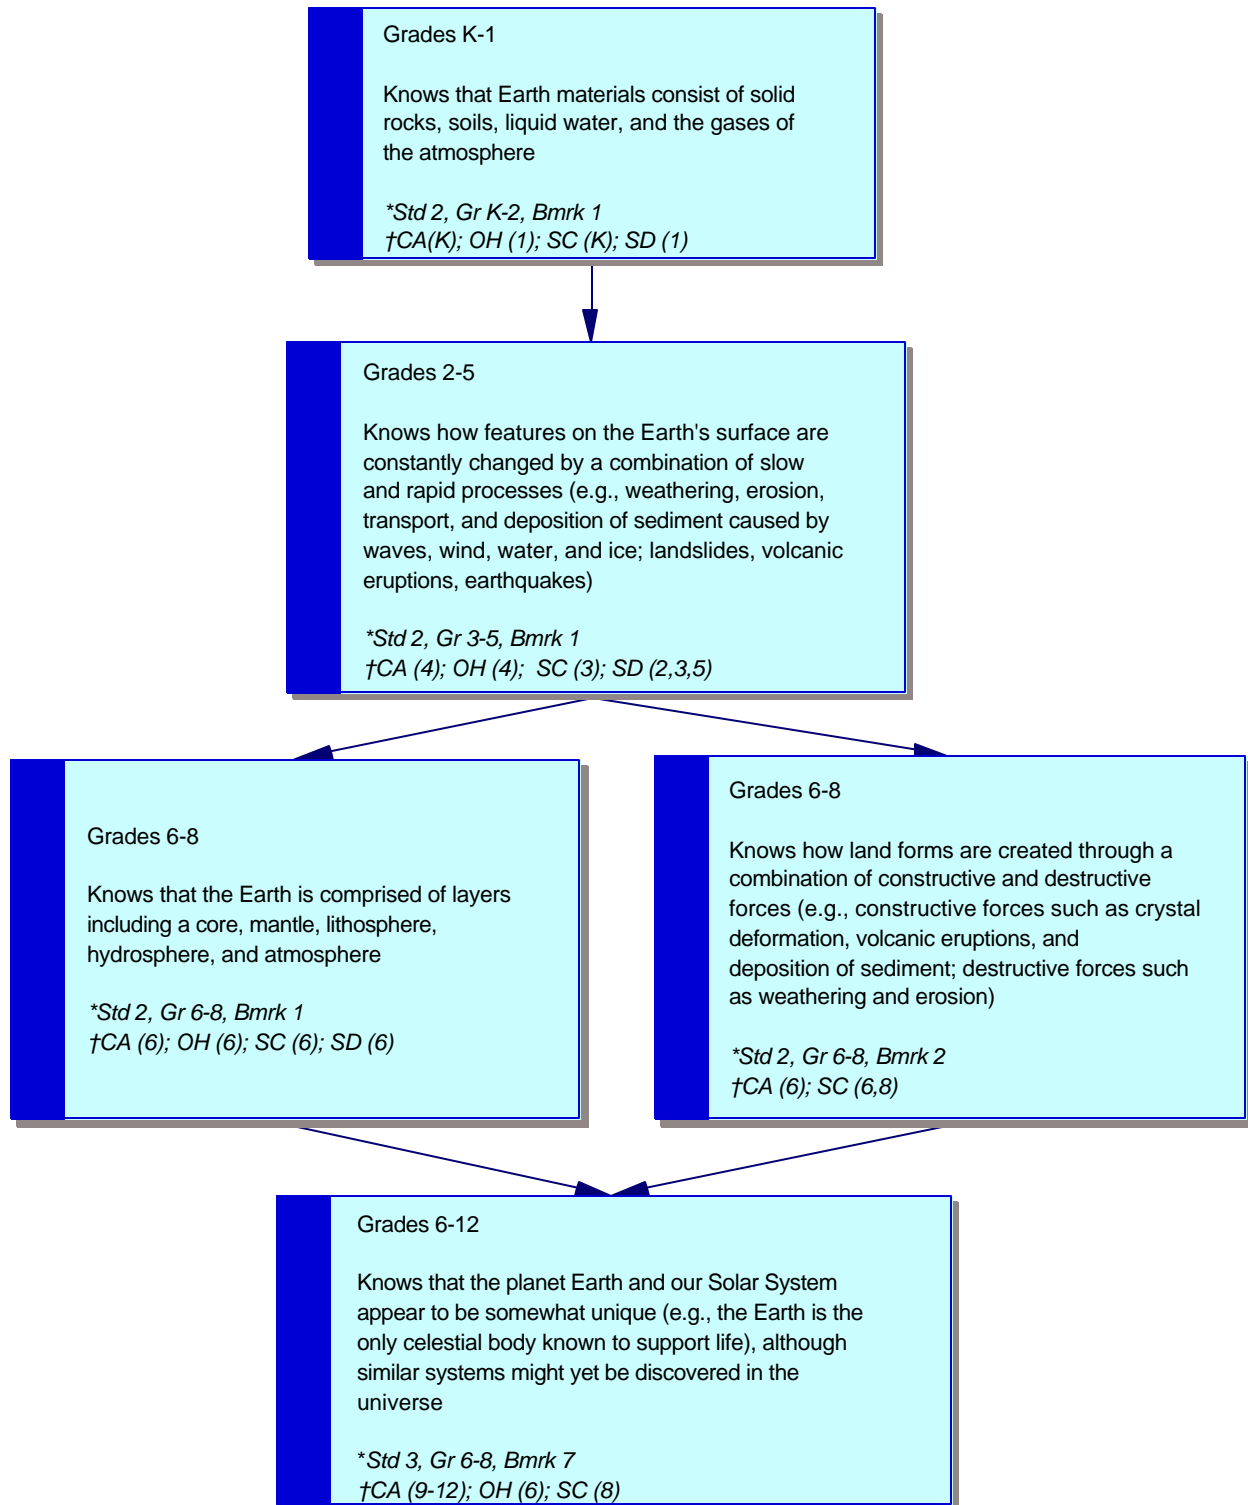 Grades K-1
Knows that Earth materials consist of solid
rocks, soils, liquid water, and the gases of
the atmosphere
*Std 2, Gr K-2, Bmrk 1
†CA(K); OH (1); SC (K); SD (1)
Grades 2-5
Knows how features on the Earth's surface are
constantly changed by a combination of slow
and rapid processes (e.g., weathering, erosion,
transport, and deposition of sediment caused by
waves, wind, water, and ice; landslides, volcanic
eruptions, earthquakes)
*Std 2, Gr 3-5, Bmrk 1
†CA (4); OH (4); SC (3); SD (2,3,5)
Grades 6-8
Knows that the Earth is comprised of layers
including a core, mantle, lithosphere,
hydrosphere, and atmosphere
*Std 2, Gr 6-8, Bmrk 1
†CA (6); OH (6); SC (6); SD (6)
Grades 6-8
Knows how land forms are created through a
combination of constructive and destructive
forces (e.g., constructive forces such as crystal
deformation, volcanic eruptions, and
deposition of sediment; destructive forces such
as weathering and erosion)
*Std 2, Gr 6-8, Bmrk 2
†CA (6); SC (6,8)
Grades 6-12
Knows that the planet Earth and our Solar System
appear to be somewhat unique (e.g., the Earth is the
only celestial body known to support life), although
similar systems might yet be discovered in the
universe
*Std 3, Gr 6-8, Bmrk 7
†CA (9-12); OH (6); SC (8)